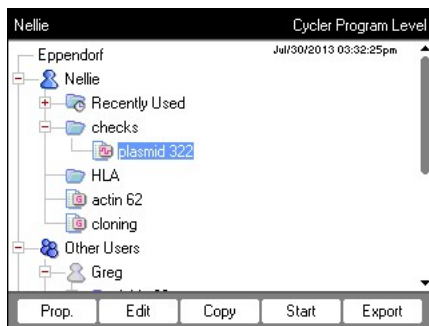 Nellie Cycler Program Level
Eppendorf Jul/30/2013 03:32:25pm
Nellie
Recently Used
checks
plasmid 322
HLA
actin 62
cloning
Other Users
Greg
Prop. Edit Copy Start Export